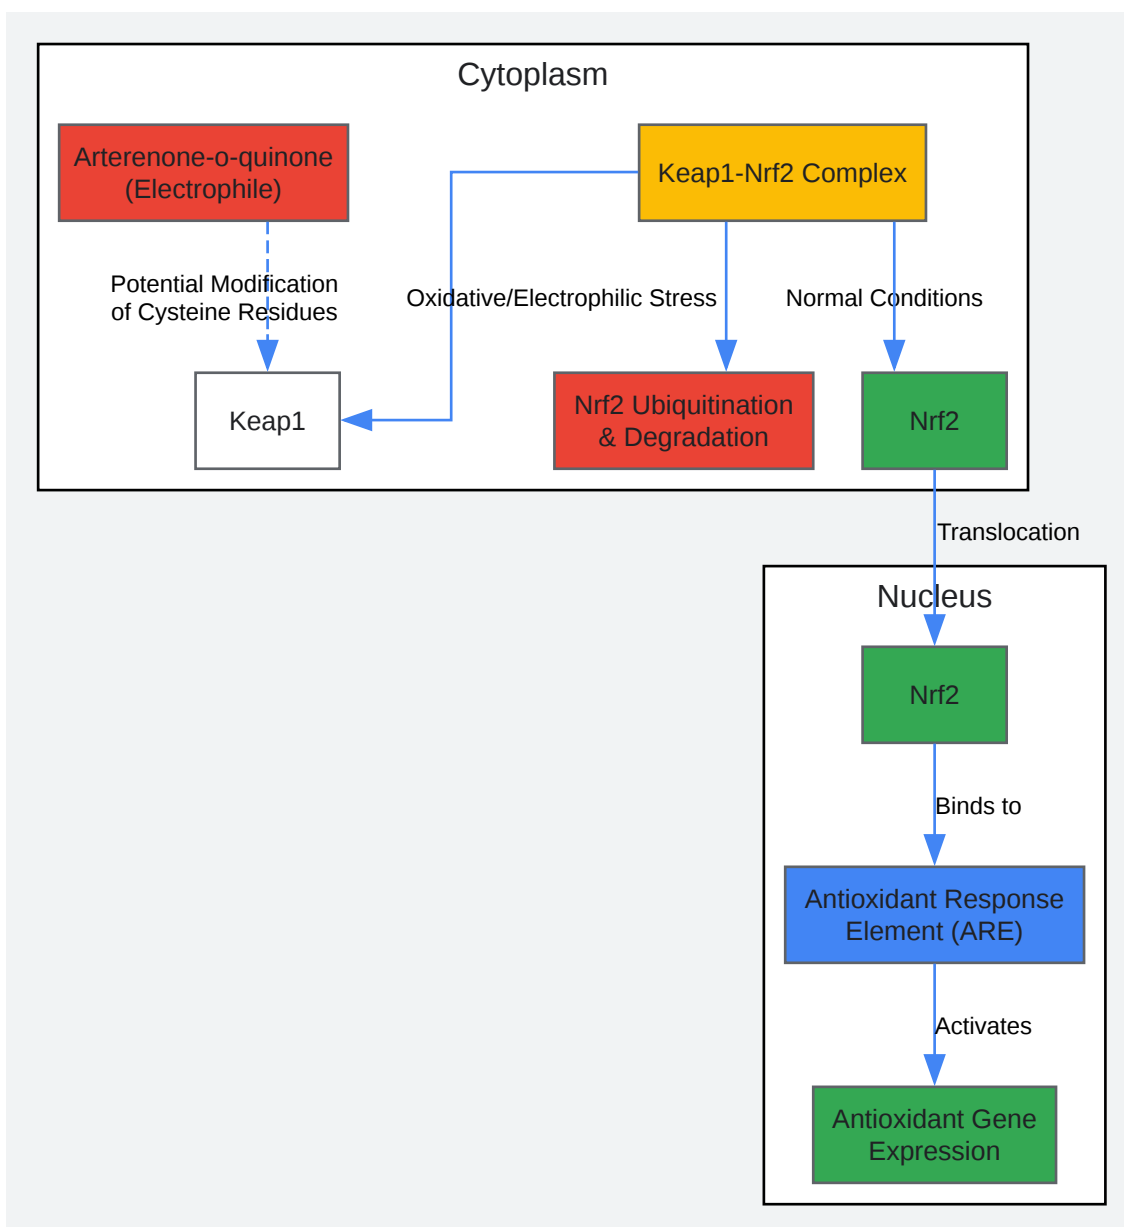 Cytoplasm
Arterenone-o-quinone
(Electrophile)
Keap1-Nrf2 Complex
Potential Modification
of Cysteine Residues
Oxidative/Electrophilic Stress
Normal Conditions
Keap1
Nrf2 Ubiquitination
& Degradation
Nrf2
Translocation
Nucleus
Nrf2
Binds to
Antioxidant Response
Element (ARE)
Activates
Antioxidant Gene
Expression